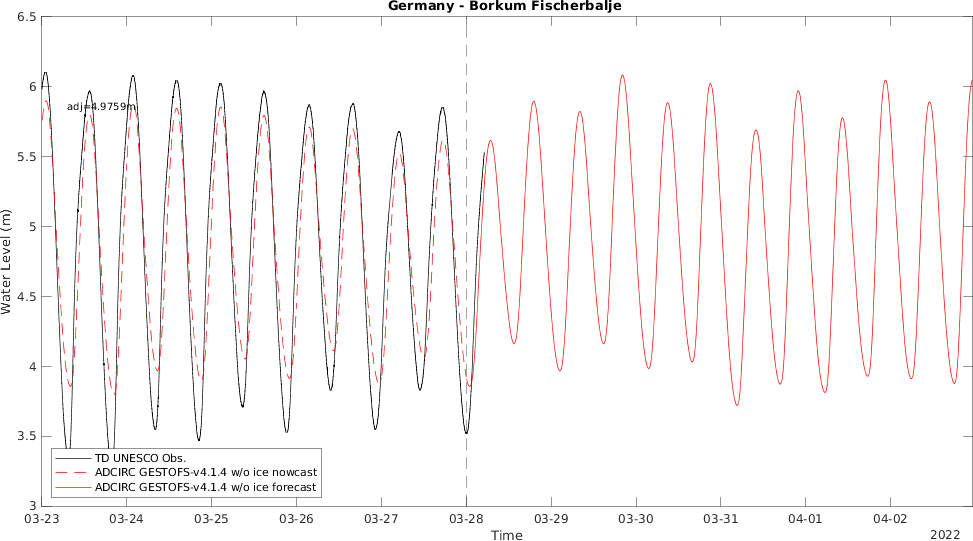 Germany - Borkum Fischerbalje
6.5
6
5.5
5
4.5
4
3.5
3
Water Level (m)
adj=4.9759m
TD UNESCO Obs.
ADCIRC GESTOFS-v4.1.4 w/o ice nowcast
ADCIRC GESTOFS-v4.1.4 w/o ice forecast
03-23 03-24 03-25 03-26 03-27 03-28 03-29 03-30 03-31 04-01 04-02
Time
2022